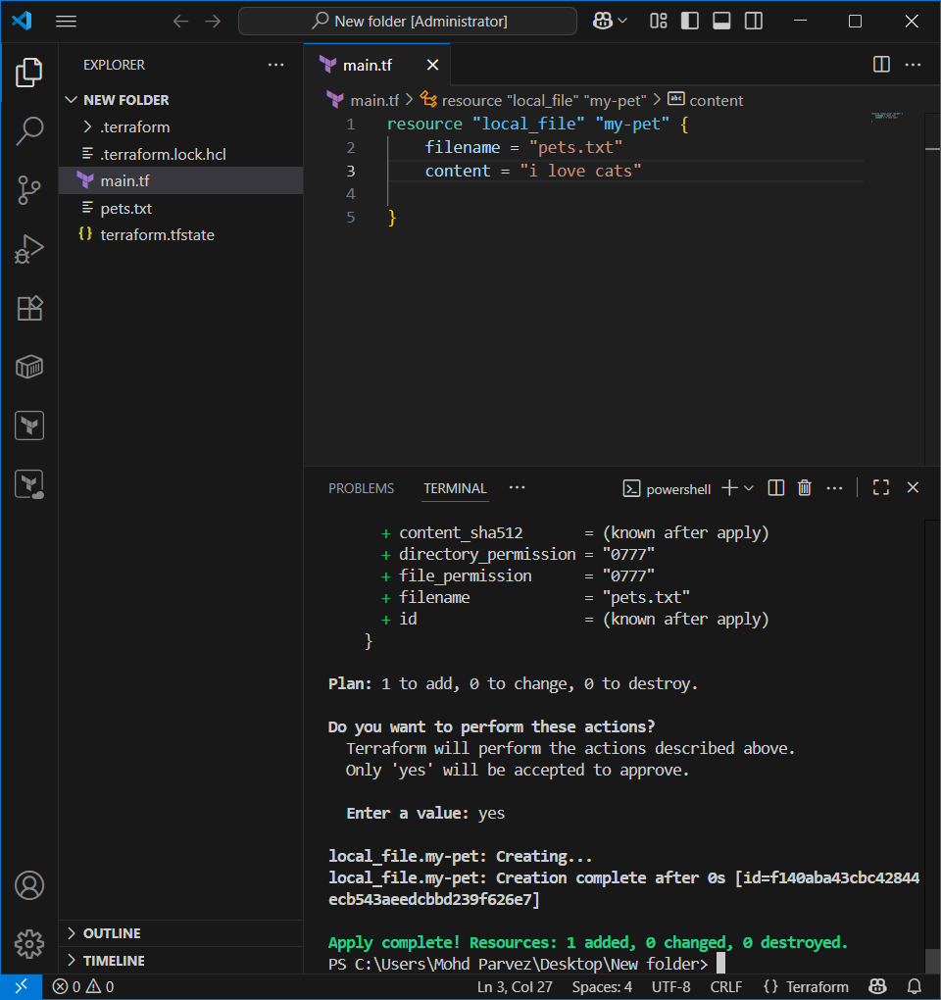 New folder [Administrator]
EXPLORER
NEW FOLDER
.terraform
.terraform.lock.hcl
main.tf
pets.txt
terraform.tfstate
OUTLINE
TIMELINE
main.tf
main.tf > resource "local_file" "my-pet" > abc content
1 resource "local_file" "my-pet" {
2 filename = "pets.txt"
3 content = "i love cats"
4
5 }
PROBLEMS TERMINAL powershell
+ content_sha512 = (known after apply)
+ directory_permission = "0777"
+ file_permission = "0777"
+ filename = "pets.txt"
+ id = (known after apply)
}
Plan: 1 to add, 0 to change, 0 to destroy.
Do you want to perform these actions?
Terraform will perform the actions described above.
Only 'yes' will be accepted to approve.
Enter a value: yes
local_file.my-pet: Creating...
local_file.my-pet: Creation complete after 0s [id=f140aba43cbc42844
ecb543aeedcbbd239f626e7]
Apply complete! Resources: 1 added, 0 changed, 0 destroyed.
PS C:\Users\Mohd Parvez\Desktop\New folder>
0 0 Ln 3, Col 27 Spaces: 4 UTF-8 CRLF {} Terraform